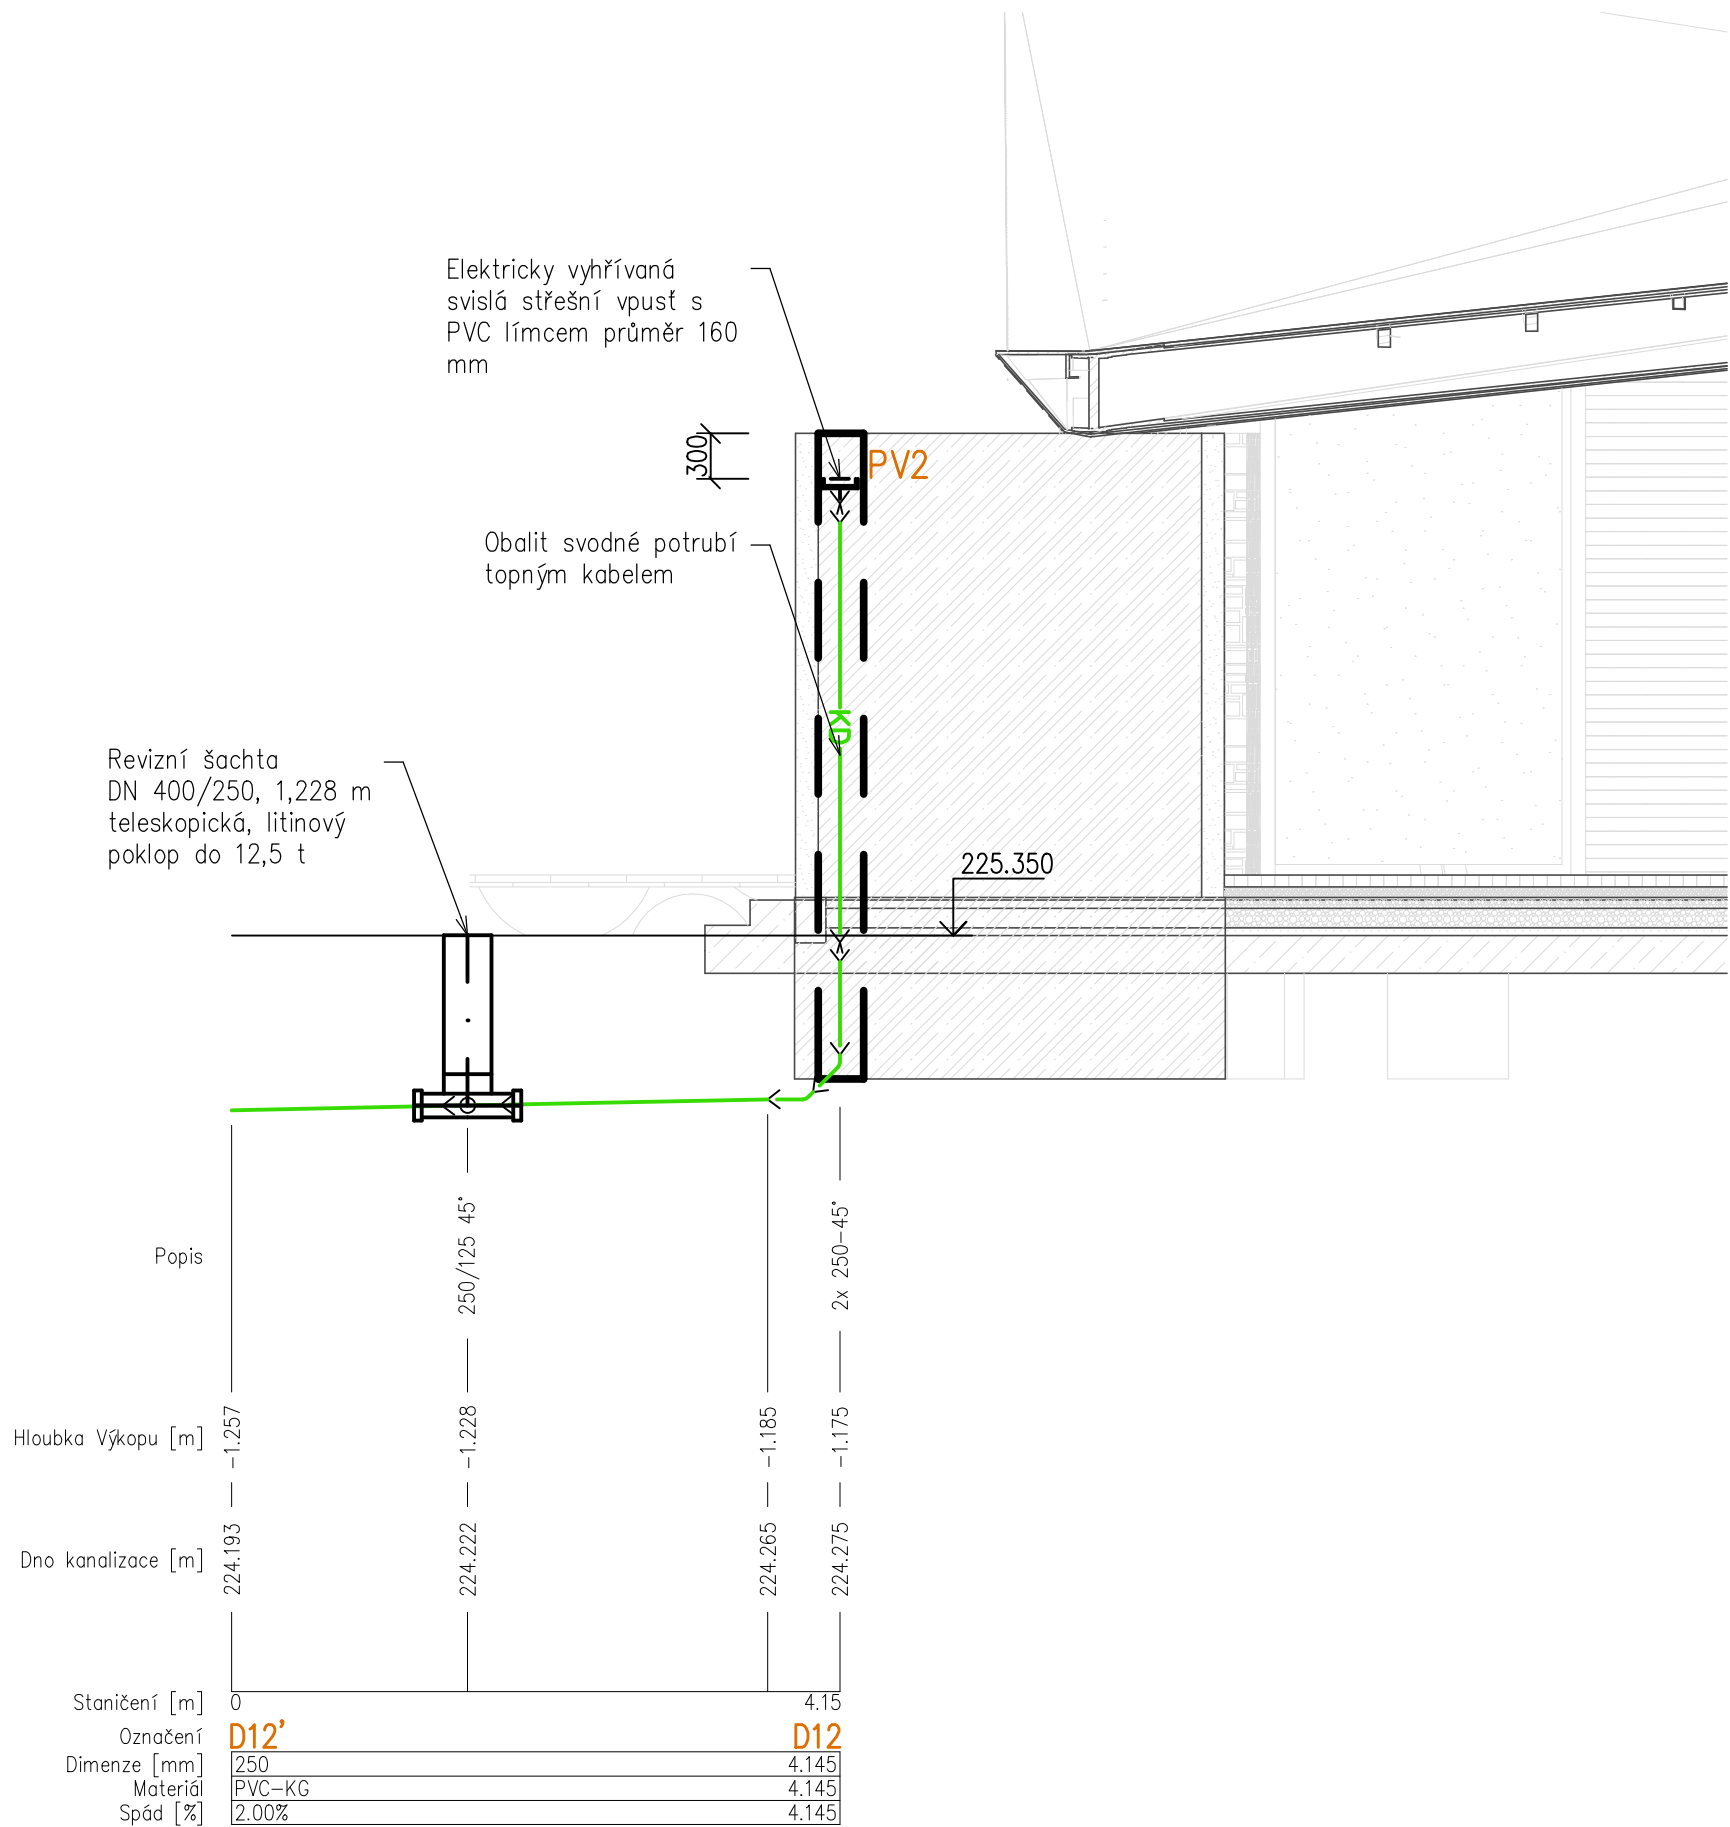 Elektricky vyhřívaná
svislá střešní vpusť s
PVC límcem průměr 160
mm
300
PV2
Obalit svodné potrubí
topným kabelem
KD
Revizní šachta
DN 400/250, 1,228 m
teleskopická, litinový
poklop do 12,5 t
225.350
Popis
250/125 45°
2x 250-45°
Hloubka Výkopu [m]
-1.257
-1.228
-1.185
-1.175
Dno kanalizace [m]
224.193
224.222
224.265
224.275
Staničení [m] 0 4.15
Označení D12' D12
Dimenze [mm] 250 4.145
Materiál PVC-KG 4.145
Spád [%] 2.00% 4.145